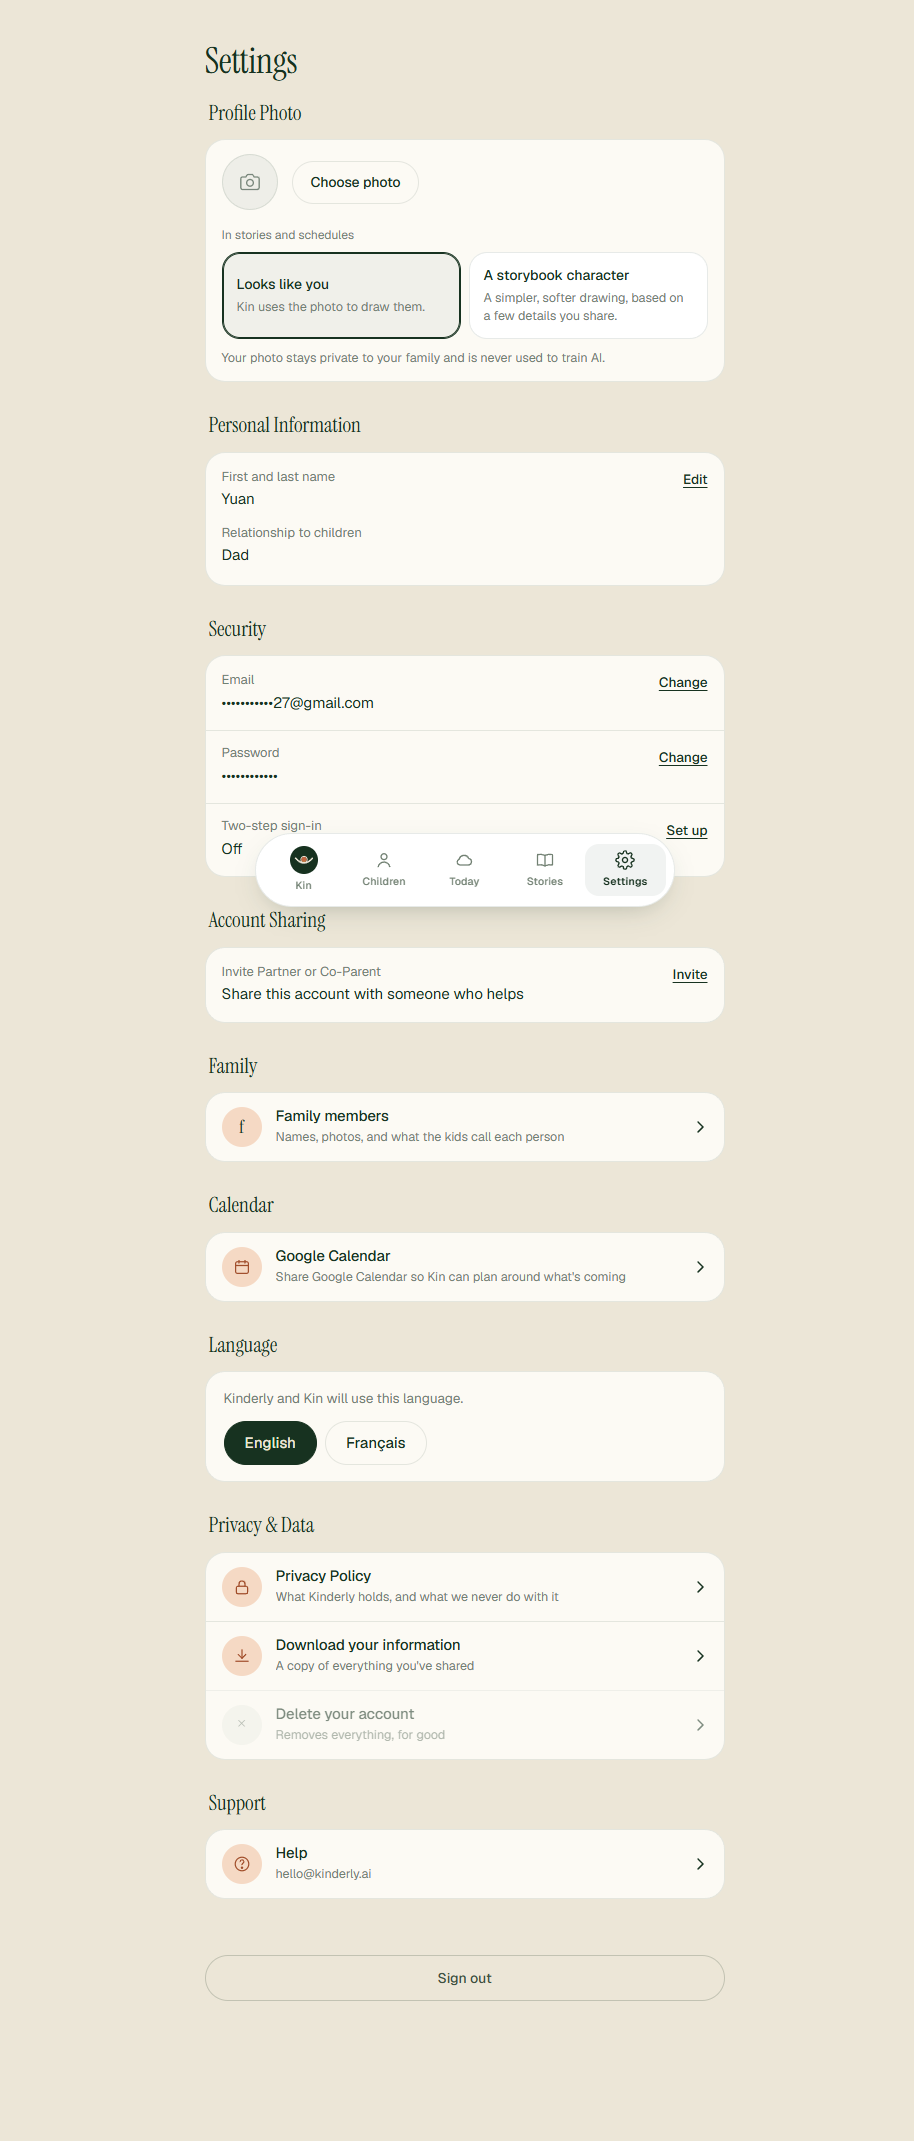 Settings
Profile Photo
Choose photo
In stories and schedules
Looks like you
Kin uses the photo to draw them.
A storybook character
A simpler, softer drawing, based on
a few details you share.
Your photo stays private to your family and is never used to train AI.
Personal Information
First and last name
Edit
Yuan
Relationship to children
Dad
Security
Email
Change
•••••••••••27@gmail.com
Password
Change
••••••••••••
Two-step sign-in
Set up
Off
Kin
Children
Today
Stories
Settings
Account Sharing
Invite Partner or Co-Parent
Invite
Share this account with someone who helps
Family
f
Family members
Names, photos, and what the kids call each person
Calendar
Google Calendar
Share Google Calendar so Kin can plan around what's coming
Language
Kinderly and Kin will use this language.
English
Français
Privacy & Data
Privacy Policy
What Kinderly holds, and what we never do with it
Download your information
A copy of everything you've shared
Delete your account
Removes everything, for good
Support
Help
hello@kinderly.ai
Sign out